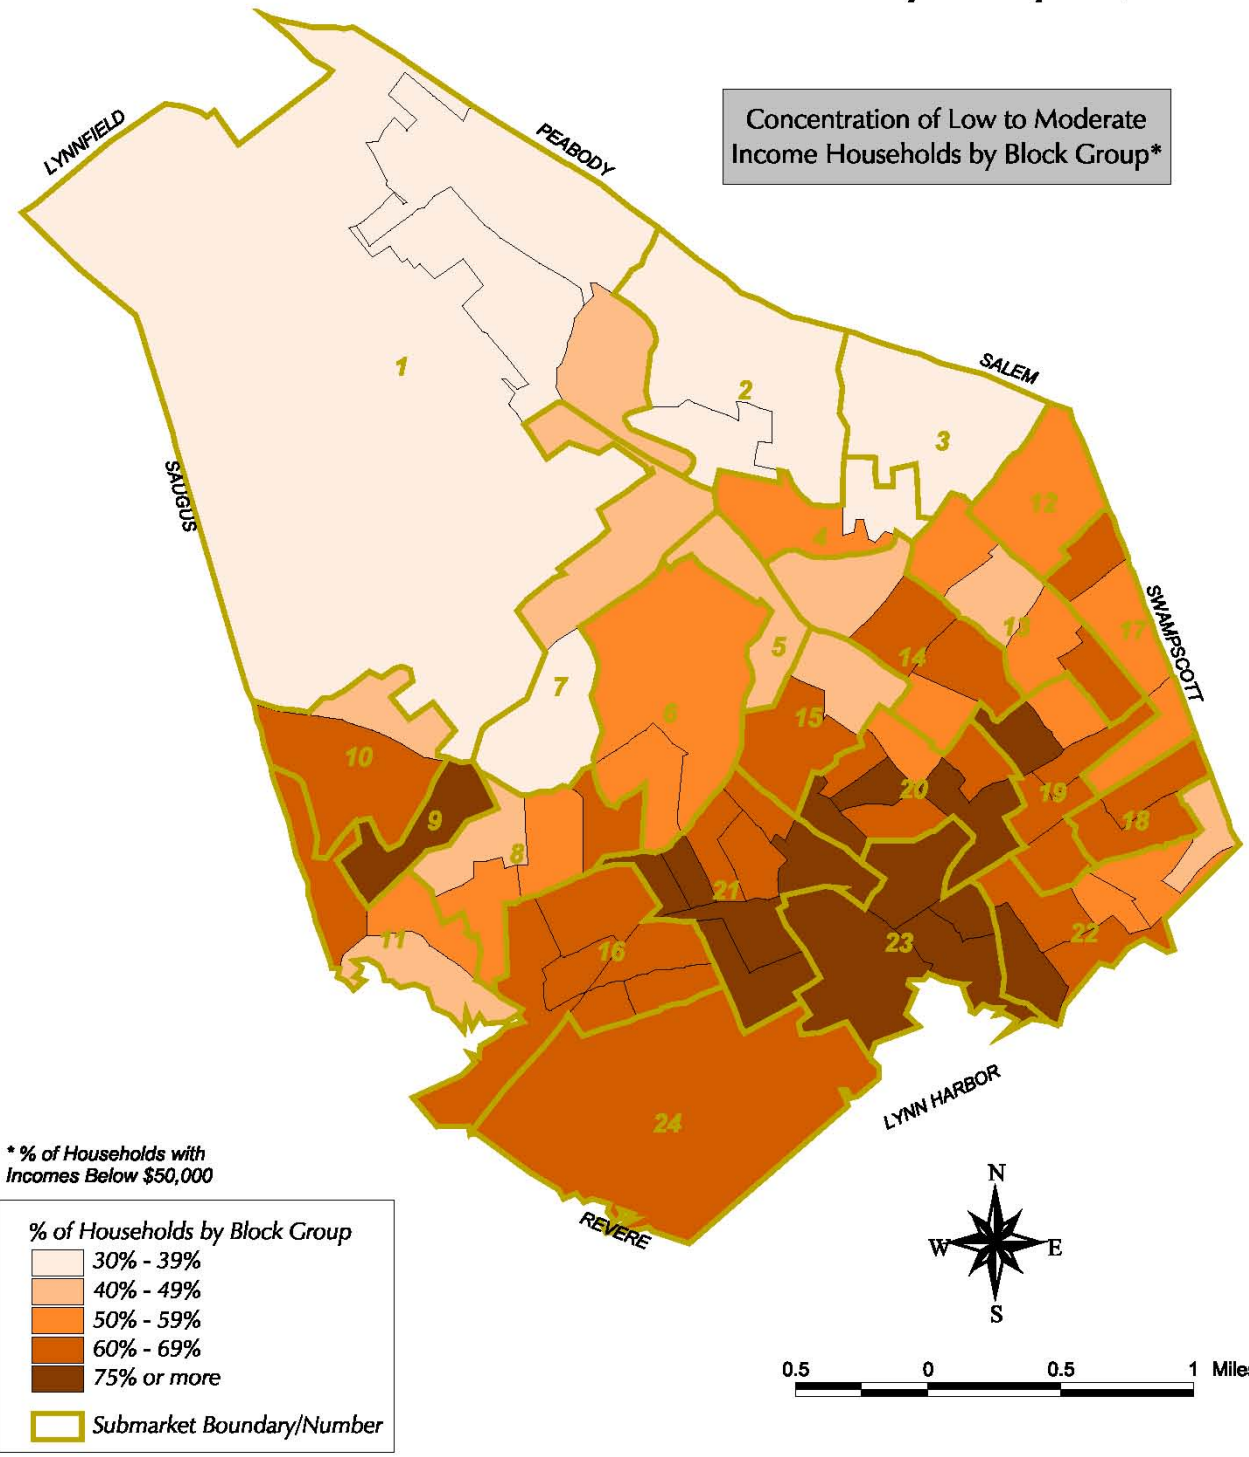 Concentration of Low to Moderate
Income Households by Block Group*
LYNNFIELD
PEABODY
SALEM
SAUGUS
SWAMPSCOTT
1
2
3
12
4
13
17
5
14
7
6
15
10
20
19
9
18
8
21
11
22
16
23
24
LYNN HARBOR
REVERE
* % of Households with
Incomes Below $50,000
% of Households by Block Group
30% - 39%
40% - 49%
50% - 59%
60% - 69%
75% or more
Submarket Boundary/Number
N
W
E
S
0.5 0 0.5 1 Miles